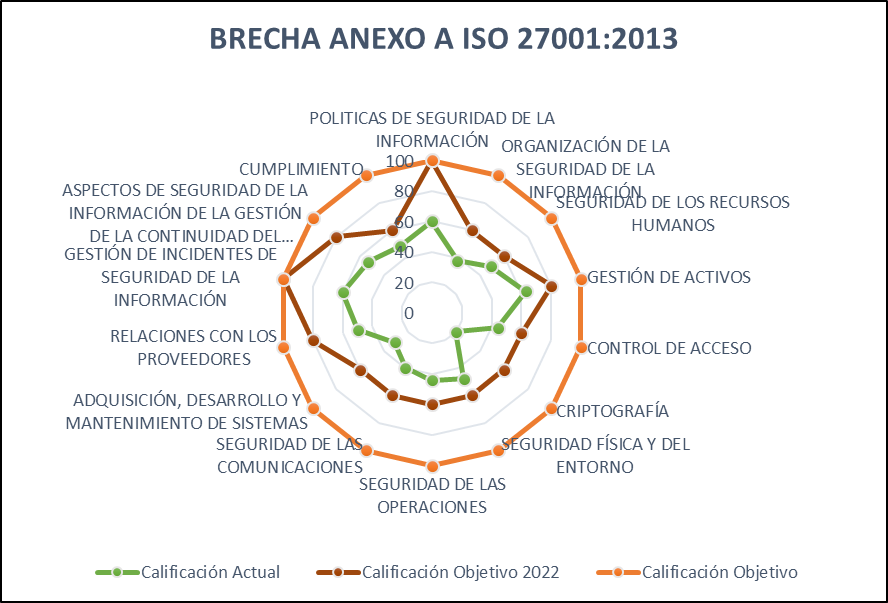 BRECHA ANEXO A ISO 27001:2013
POLITICAS DE SEGURIDAD DE LA
INFORMACIÓN
ORGANIZACIÓN DE LA
SEGURIDAD DE LA
INFORMACIÓN
SEGURIDAD DE LOS RECURSOS
HUMANOS
GESTIÓN DE ACTIVOS
CONTROL DE ACCESO
CRIPTOGRAFÍA
SEGURIDAD FÍSICA Y DEL
ENTORNO
SEGURIDAD DE LAS
OPERACIONES
SEGURIDAD DE LAS
COMUNICACIONES
ADQUISICIÓN, DESARROLLO Y
MANTENIMIENTO DE SISTEMAS
RELACIONES CON LOS
PROVEEDORES
GESTIÓN DE INCIDENTES DE
SEGURIDAD DE LA
INFORMACIÓN
ASPECTOS DE SEGURIDAD DE LA
INFORMACIÓN DE LA GESTIÓN
DE LA CONTINUIDAD DEL...
CUMPLIMIENTO
100
80
60
40
20
0
Calificación Actual
Calificación Objetivo 2022
Calificación Objetivo